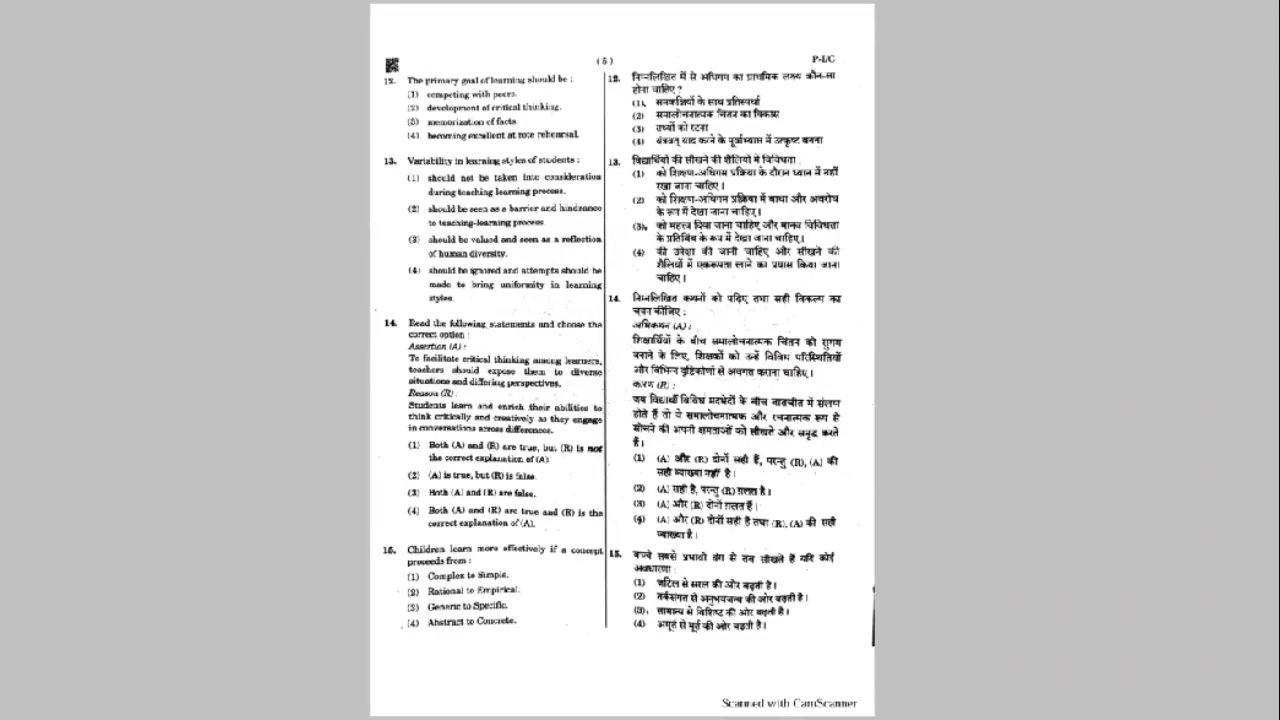 ( 5 )
P-I/C
12. The primary goal of learning should be :
(1) competing with peers.
(2) development of critical thinking.
(3) memorization of facts.
(4) becoming excellent at rote rehearsal.
13. Variability in learning styles of students :
(1) should not be taken into consideration
during teaching learning process.
(2) should be seen as a barrier and hindrance
to teaching-learning process.
(3) should be valued and seen as a reflection
of human diversity.
(4) should be ignored and attempts should be
made to bring uniformity in learning
styles.
14. Read the following statements and choose the
correct option :
Assertion (A) :
To facilitate critical thinking among learners,
teachers should expose them to diverse
situations and differing perspectives.
Reason (R) :
Students learn and enrich their abilities to
think critically and creatively as they engage
in conversations across differences.
(1) Both (A) and (R) are true, but (R) is not
the correct explanation of (A).
(2) (A) is true, but (R) is false.
(3) Both (A) and (R) are false.
(4) Both (A) and (R) are true and (R) is the
correct explanation of (A).
15. Children learn more effectively if a concept
proceeds from :
(1) Complex to Simple.
(2) Rational to Empirical.
(3) Generic to Specific.
(4) Abstract to Concrete.
12. निम्नलिखित में से अधिगम का प्राथमिक लक्ष्य कौन-सा
होना चाहिए ?
(1) समकक्षियों के साथ प्रतिस्पर्धा
(2) समालोचनात्मक चिंतन का विकास
(3) तथ्यों को रटना
(4) यंत्रवत् याद करने के पूर्वाभ्यास में उत्कृष्ट बनना
13. विद्यार्थियों की सीखने की शैलियों में विविधता
(1) को शिक्षण-अधिगम प्रक्रिया के दौरान ध्यान में नहीं
रखा जाना चाहिए ।
(2) को शिक्षण-अधिगम प्रक्रिया में बाधा और अवरोध
के रूप में देखा जाना चाहिए ।
(3) को महत्त्व दिया जाना चाहिए और मानव विविधता
के प्रतिबिंब के रूप में देखा जाना चाहिए ।
(4) की उपेक्षा की जानी चाहिए और सीखने की
शैलियों में एकरूपता लाने का प्रयास किया जाना
चाहिए ।
14. निम्नलिखित कथनों को पढ़िए तथा सही विकल्प का
चयन कीजिए :
अभिकथन (A) :
शिक्षार्थियों के बीच समालोचनात्मक चिंतन को सुगम
बनाने के लिए, शिक्षकों को उन्हें विविध परिस्थितियों
और विभिन्न दृष्टिकोणों से अवगत कराना चाहिए ।
कारण (R) :
जब विद्यार्थी विविध मतभेदों के बीच बातचीत में संलग्न
होते हैं तो वे समालोचनात्मक और रचनात्मक रूप से
सोचने की अपनी क्षमताओं को सीखते और समृद्ध करते
हैं ।
(1) (A) और (R) दोनों सही हैं, परन्तु (R), (A) की
सही व्याख्या नहीं है ।
(2) (A) सही है, परन्तु (R) ग़लत है ।
(3) (A) और (R) दोनों ग़लत हैं ।
(4) (A) और (R) दोनों सही हैं तथा (R), (A) की सही
व्याख्या है ।
15. बच्चे सबसे प्रभावी ढंग से तब सीखते हैं यदि कोई
अवधारणा
(1) जटिल से सरल की ओर बढ़ती है ।
(2) तर्कसंगत से अनुभवजन्य की ओर बढ़ती है ।
(3) सामान्य से विशिष्ट की ओर बढ़ती है ।
(4) अमूर्त से मूर्त की ओर बढ़ती है ।
Scanned with CamScanner